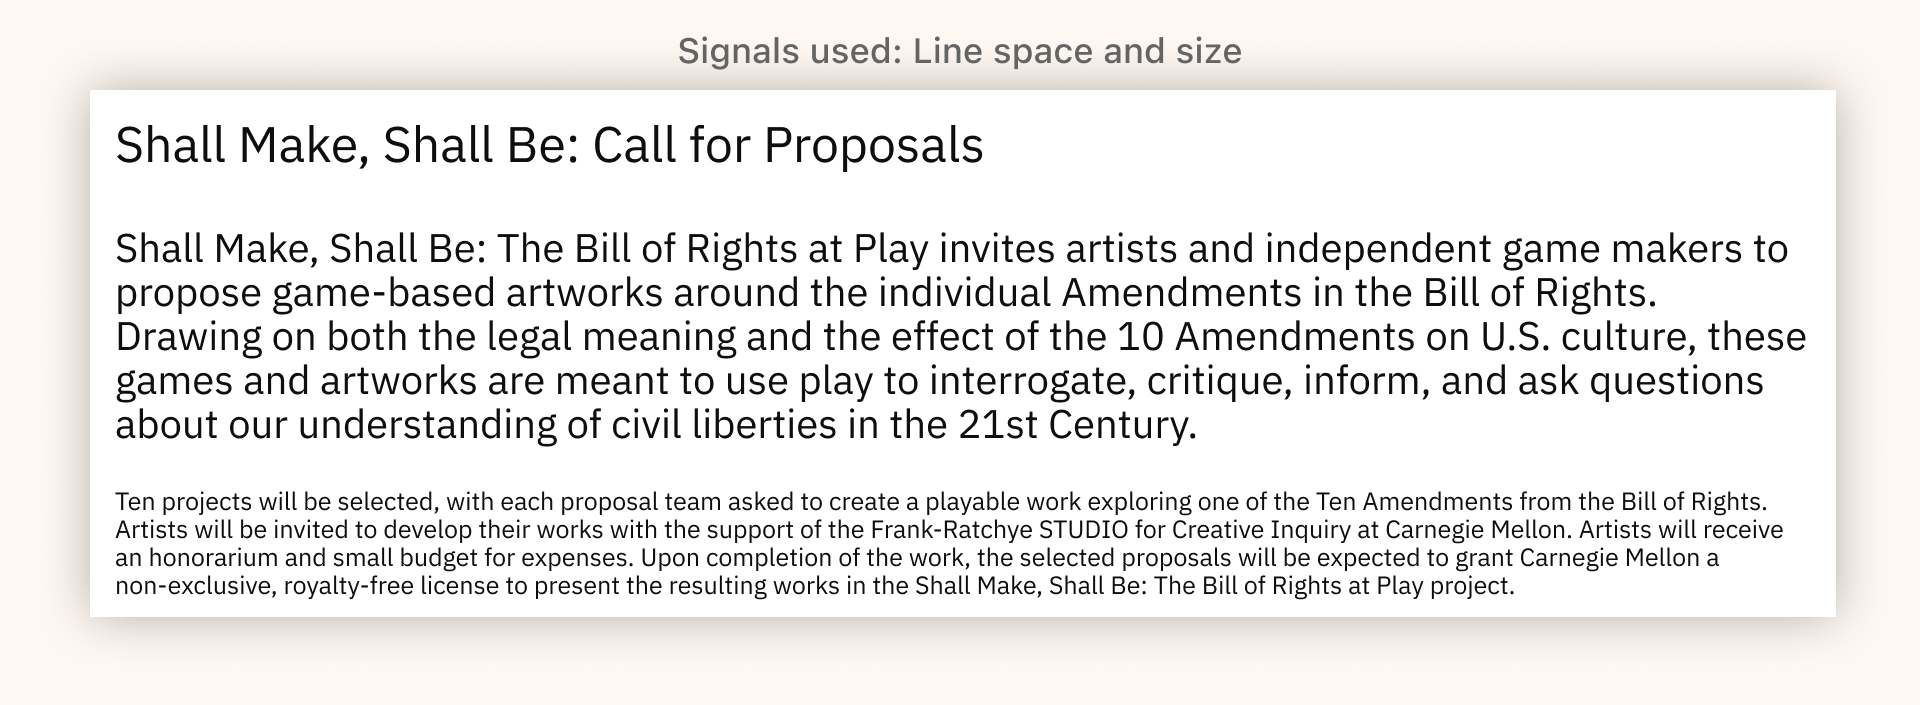 Signals used: Line space and size
Shall Make, Shall Be: Call for Proposals
Shall Make, Shall Be: The Bill of Rights at Play invites artists and independent game makers to
propose game-based artworks around the individual Amendments in the Bill of Rights.
Drawing on both the legal meaning and the effect of the 10 Amendments on U.S. culture, these
games and artworks are meant to use play to interrogate, critique, inform, and ask questions
about our understanding of civil liberties in the 21st Century.
Ten projects will be selected, with each proposal team asked to create a playable work exploring one of the Ten Amendments from the Bill of Rights.
Artists will be invited to develop their works with the support of the Frank-Ratchye STUDIO for Creative Inquiry at Carnegie Mellon. Artists will receive
an honorarium and small budget for expenses. Upon completion of the work, the selected proposals will be expected to grant Carnegie Mellon a
non-exclusive, royalty-free license to present the resulting works in the Shall Make, Shall Be: The Bill of Rights at Play project.